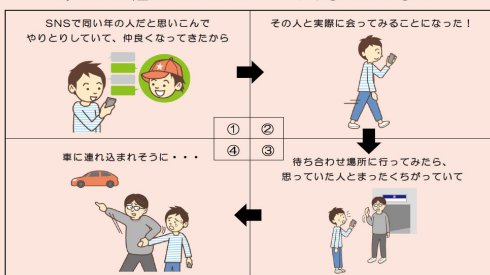 SNSで同い年の人だと思いこんで
やりとりしていて、仲良くなってきたから
その人と実際に会ってみることになった！
①
②
④
③
待ち合わせ場所に行ってみたら、
思っていた人とまったくちがっていて
車に連れ込まれそうに・・・